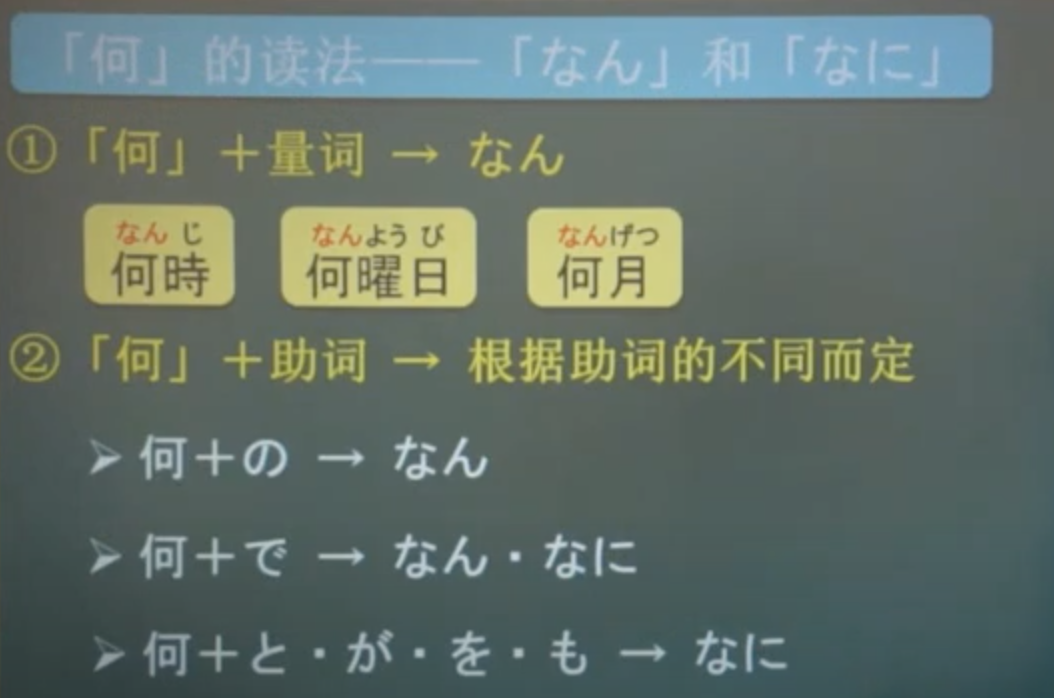 「何」的读法——「なん」和「なに」
①「何」＋量词 → なん
なん じ なんよう び なんげつ
何時 何曜日 何月
②「何」＋助词 → 根据助词的不同而定
➢ 何＋の → なん
➢ 何＋で → なん・なに
➢ 何＋と・が・を・も → なに